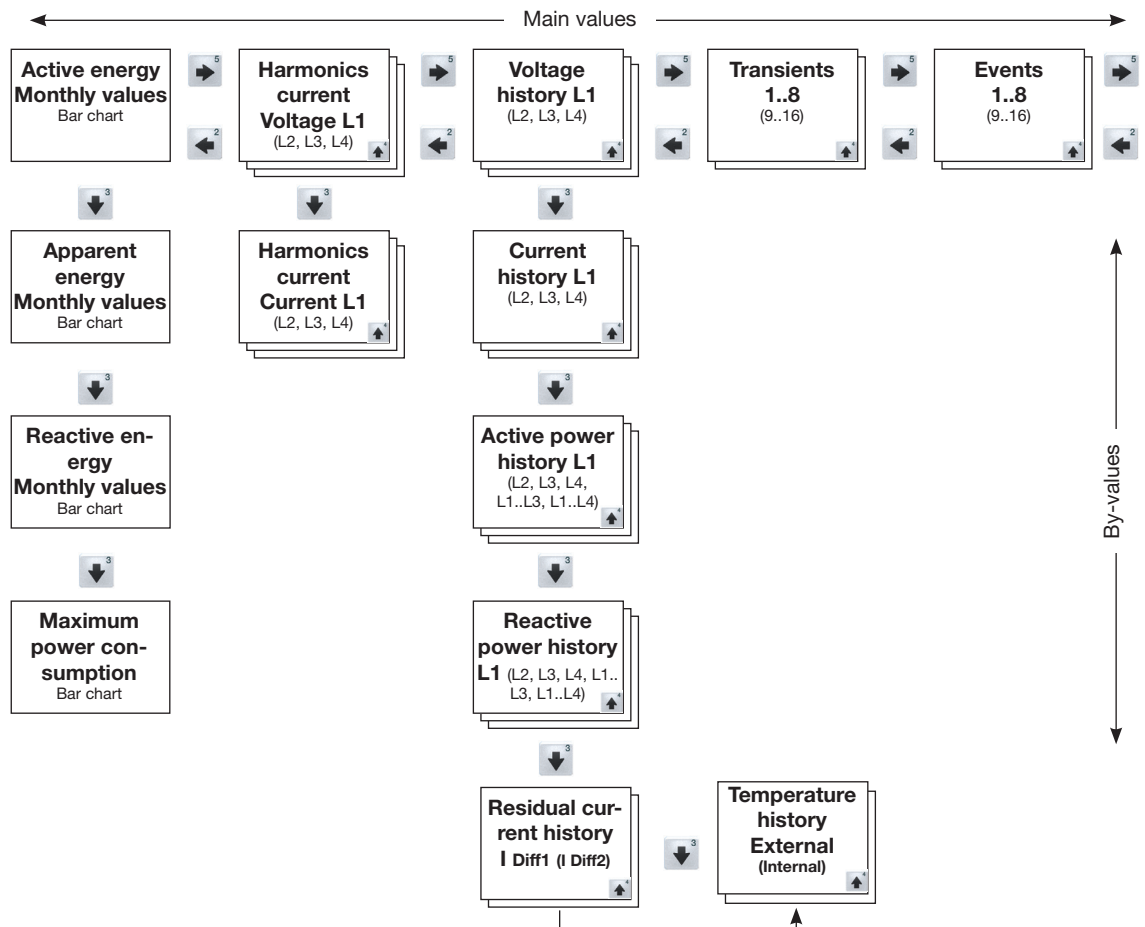 Main values
Active energy
Monthly values
Bar chart
5
2
Harmonics
current
Voltage L1
(L2, L3, L4)
4
5
2
Voltage
history L1
(L2, L3, L4)
4
5
2
Transients
1..8
(9..16)
4
5
2
Events
1..8
(9..16)
4
5
2
3
3
3
Apparent
energy
Monthly values
Bar chart
Harmonics
current
Current L1
(L2, L3, L4)
4
Current
history L1
(L2, L3, L4)
4
3
3
Reactive en-
ergy
Monthly values
Bar chart
Active power
history L1
(L2, L3, L4,
L1..L3, L1..L4)
4
By-values
3
3
Maximum
power con-
sumption
Bar chart
Reactive
power history
L1 (L2, L3, L4, L1..
L3, L1..L4)
4
3
Residual cur-
rent history
I Diff1 (I Diff2)
4
3
Temperature
history
External
(Internal)
4